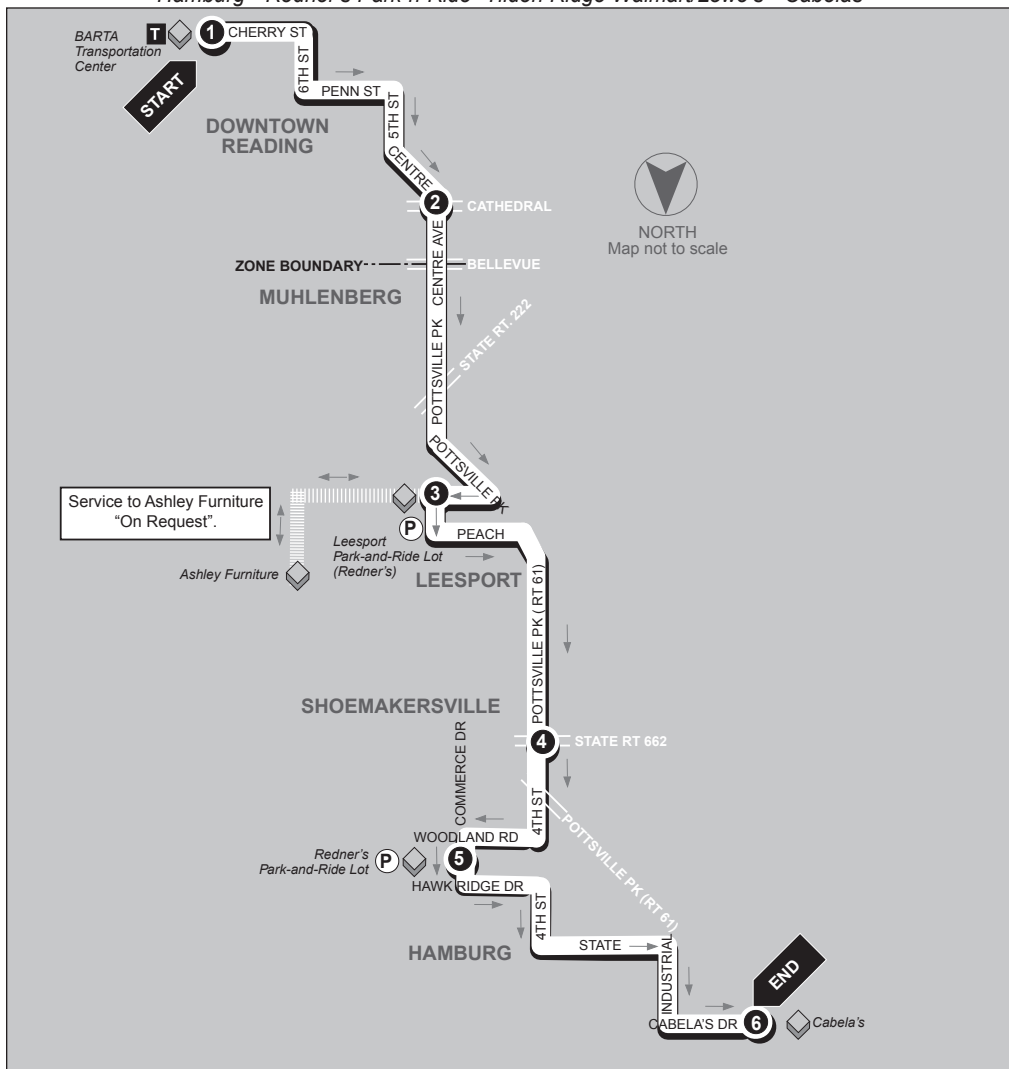 BARTA
Transportation
Center
T
1
CHERRY ST
START
6TH ST
PENN ST
5TH ST
DOWNTOWN
READING
CENTRE
2
CATHEDRAL
NORTH
Map not to scale
CENTRE AVE
ZONE BOUNDARY
BELLEVUE
MUHLENBERG
POTTSVILLE PK
STATE RT. 222
POTTSVILLE PK
3
Service to Ashley Furniture
“On Request”.
P
PEACH
Leesport
Park-and-Ride Lot
(Redner's)
Ashley Furniture
LEESPORT
POTTSVILLE PK ( RT 61)
SHOEMAKERSVILLE
4
STATE RT 662
COMMERCE DR
4TH ST
POTTSVILLE PK (RT 61)
WOODLAND RD
Redner's
Park-and-Ride Lot
P
5
HAWK RIDGE DR
4TH ST
HAMBURG
STATE
INDUSTRIAL
END
CABELA'S DR
6
Cabela's